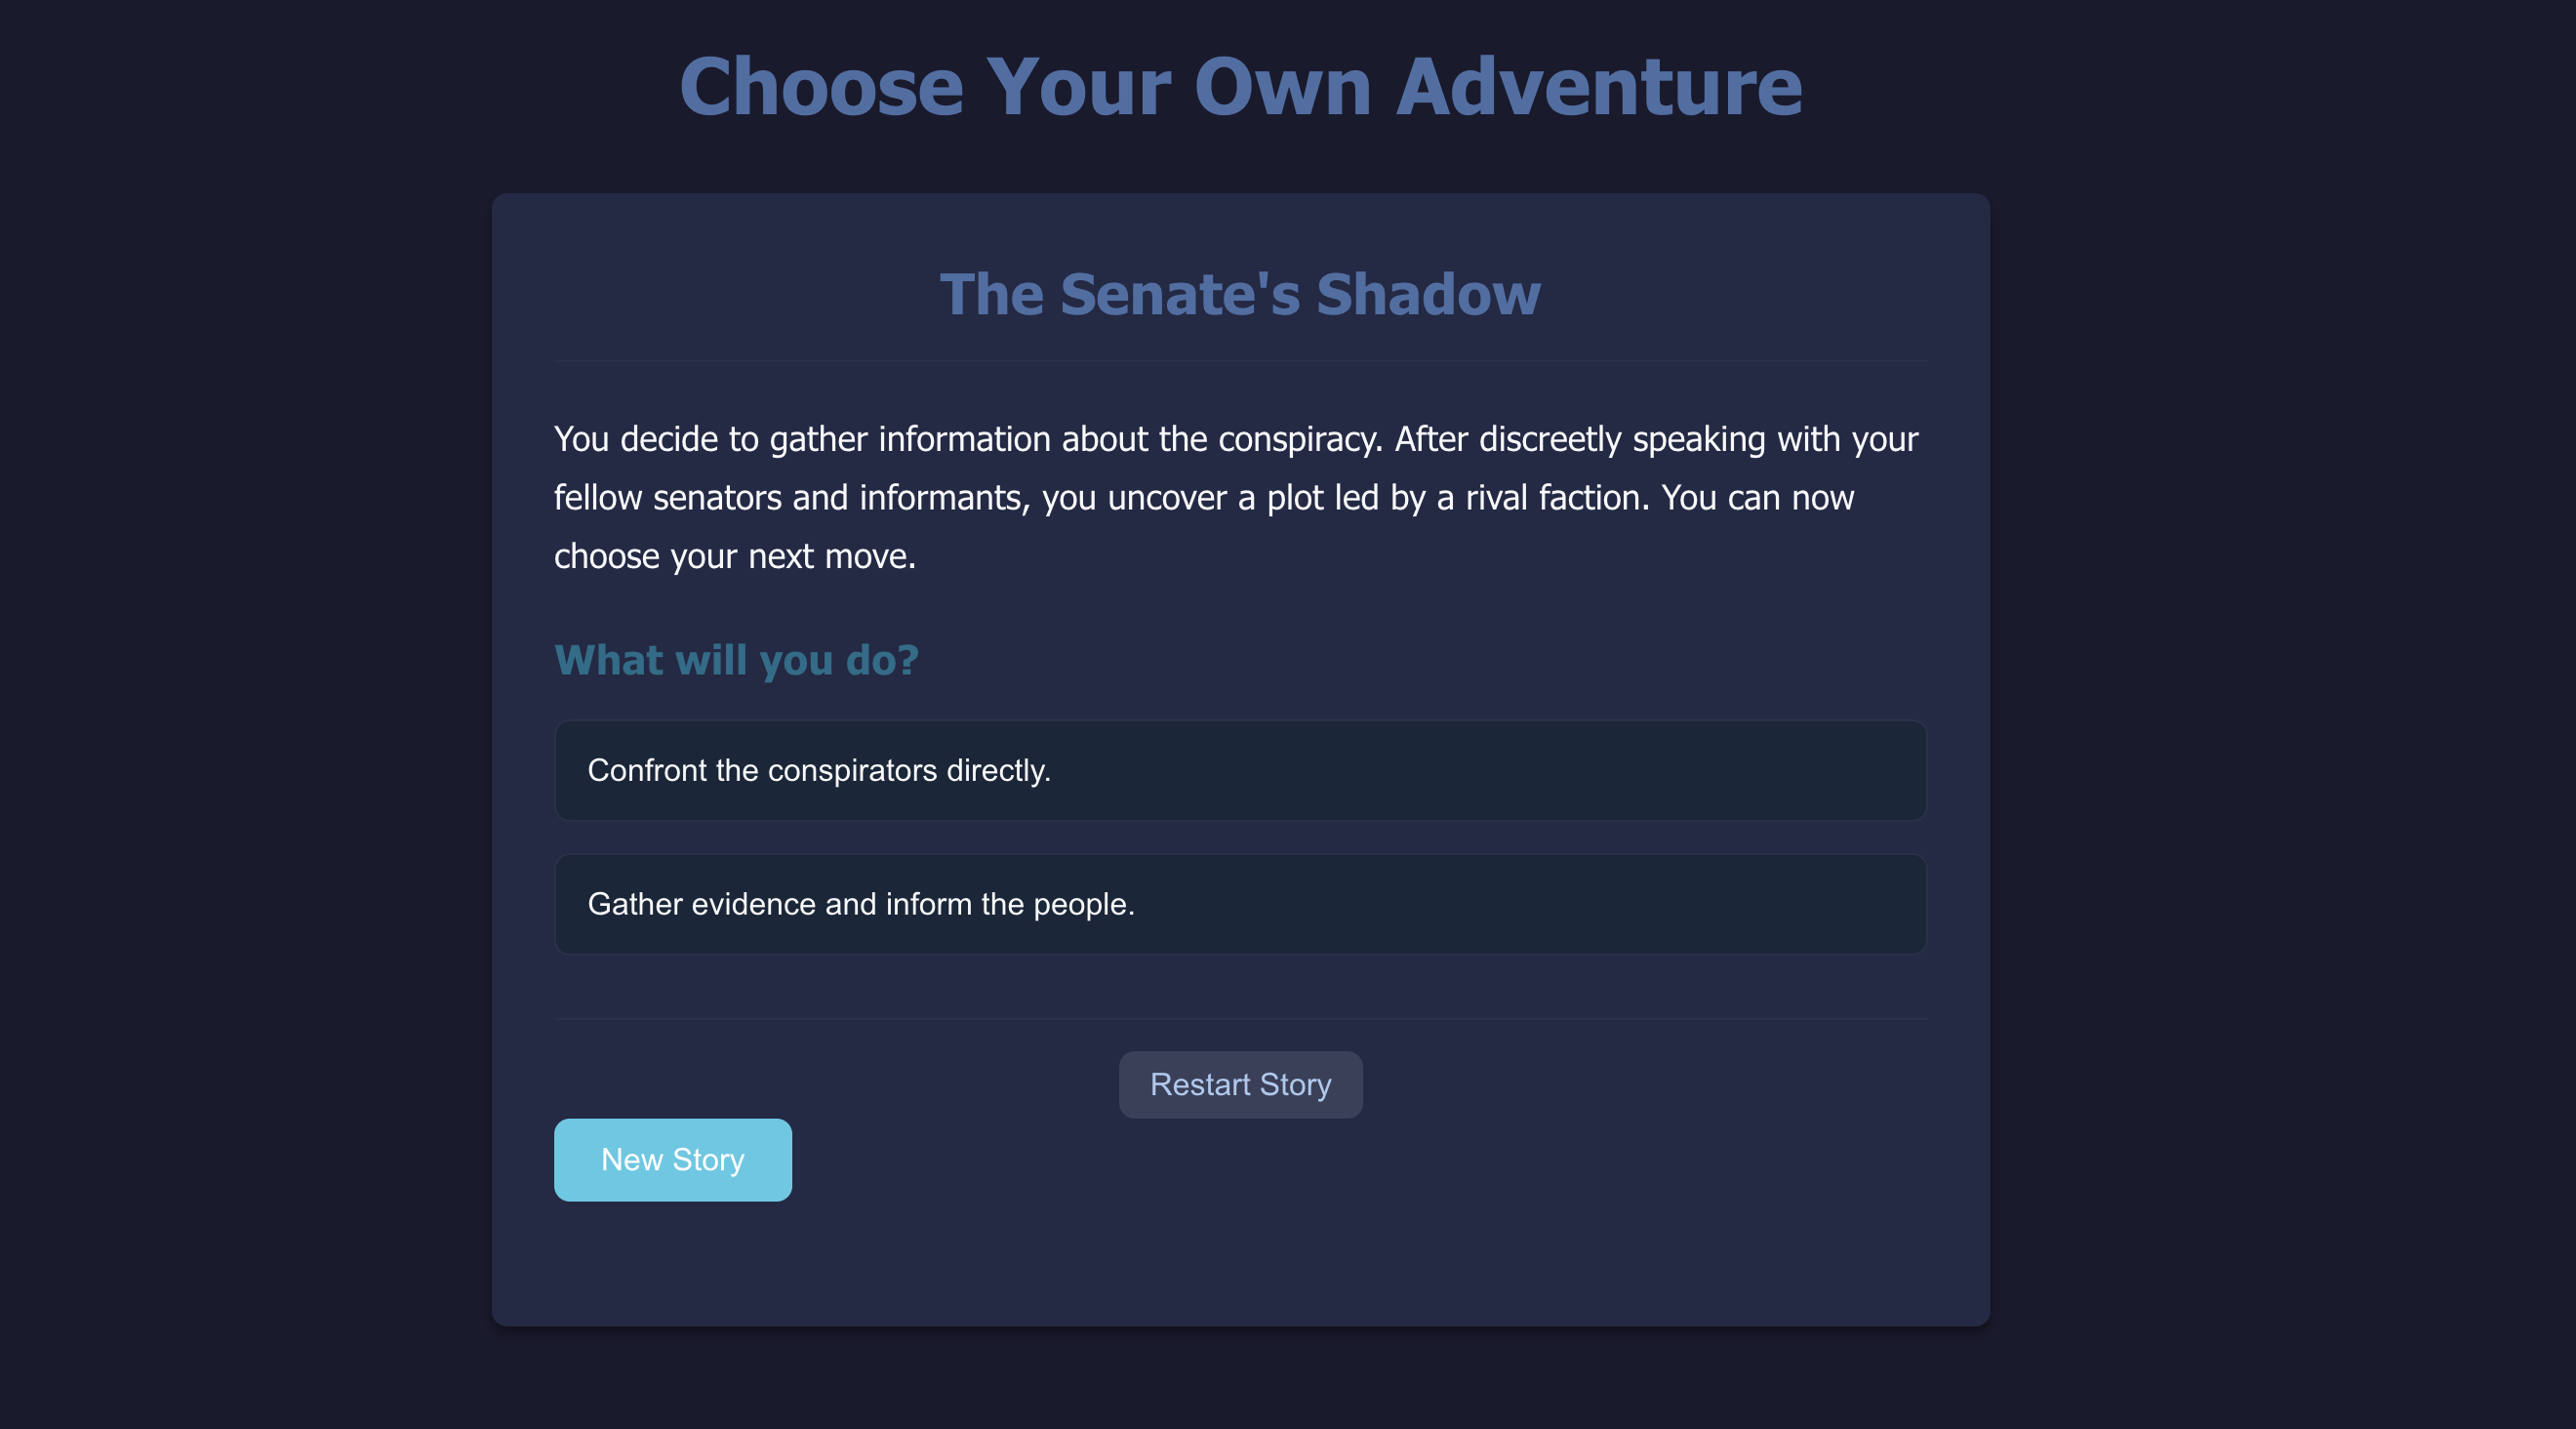 Choose Your Own Adventure
The Senate's Shadow
You decide to gather information about the conspiracy. After discreetly speaking with your
fellow senators and informants, you uncover a plot led by a rival faction. You can now
choose your next move.
What will you do?
Confront the conspirators directly.
Gather evidence and inform the people.
Restart Story
New Story